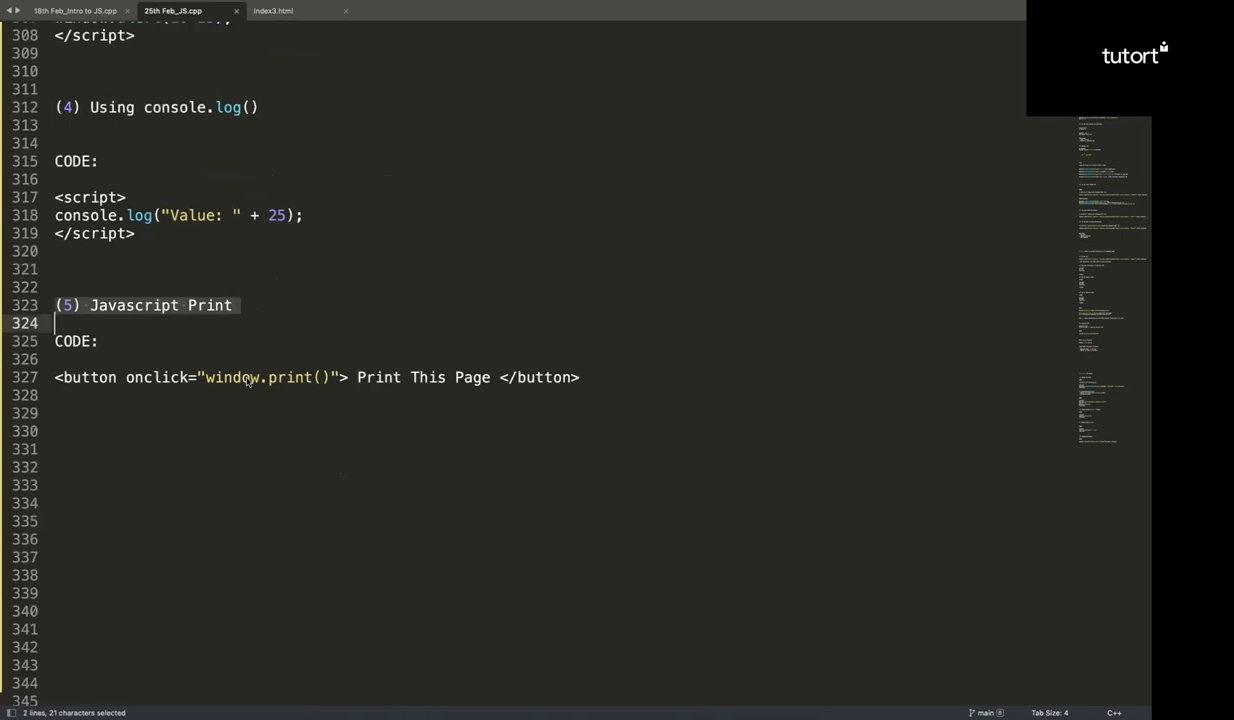 18th Feb_Intro to JS.cpp
25th Feb_JS.cpp
index3.html
tutort
308 </script>
309
310
311
312 (4) Using console.log()
313
314
315 CODE:
316
317 <script>
318 console.log("Value: " + 25);
319 </script>
320
321
322
323 (5) Javascript Print
324
325 CODE:
326
327 <button onclick="window.print()"> Print This Page </button>
328
329
330
331
332
333
334
335
336
337
338
339
340
341
342
343
344
345
2 lines, 21 characters selected
main 8
Tab Size: 4
C++